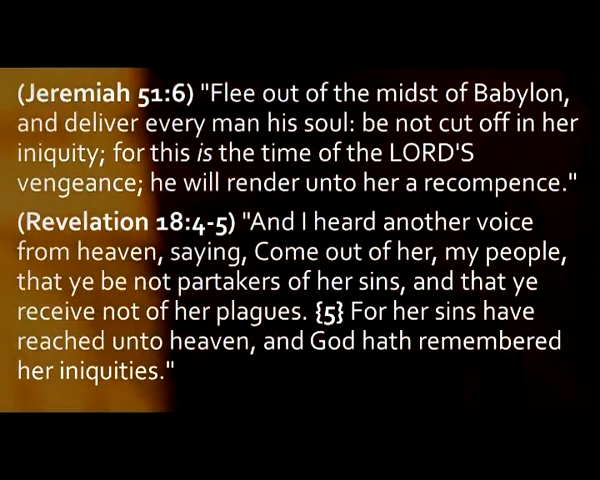 (Jeremiah 51:6) "Flee out of the midst of Babylon,
and deliver every man his soul: be not cut off in her
iniquity; for this is the time of the LORD'S
vengeance; he will render unto her a recompence."
(Revelation 18:4-5) "And I heard another voice
from heaven, saying, Come out of her, my people,
that ye be not partakers of her sins, and that ye
receive not of her plagues. {5} For her sins have
reached unto heaven, and God hath remembered
her iniquities."